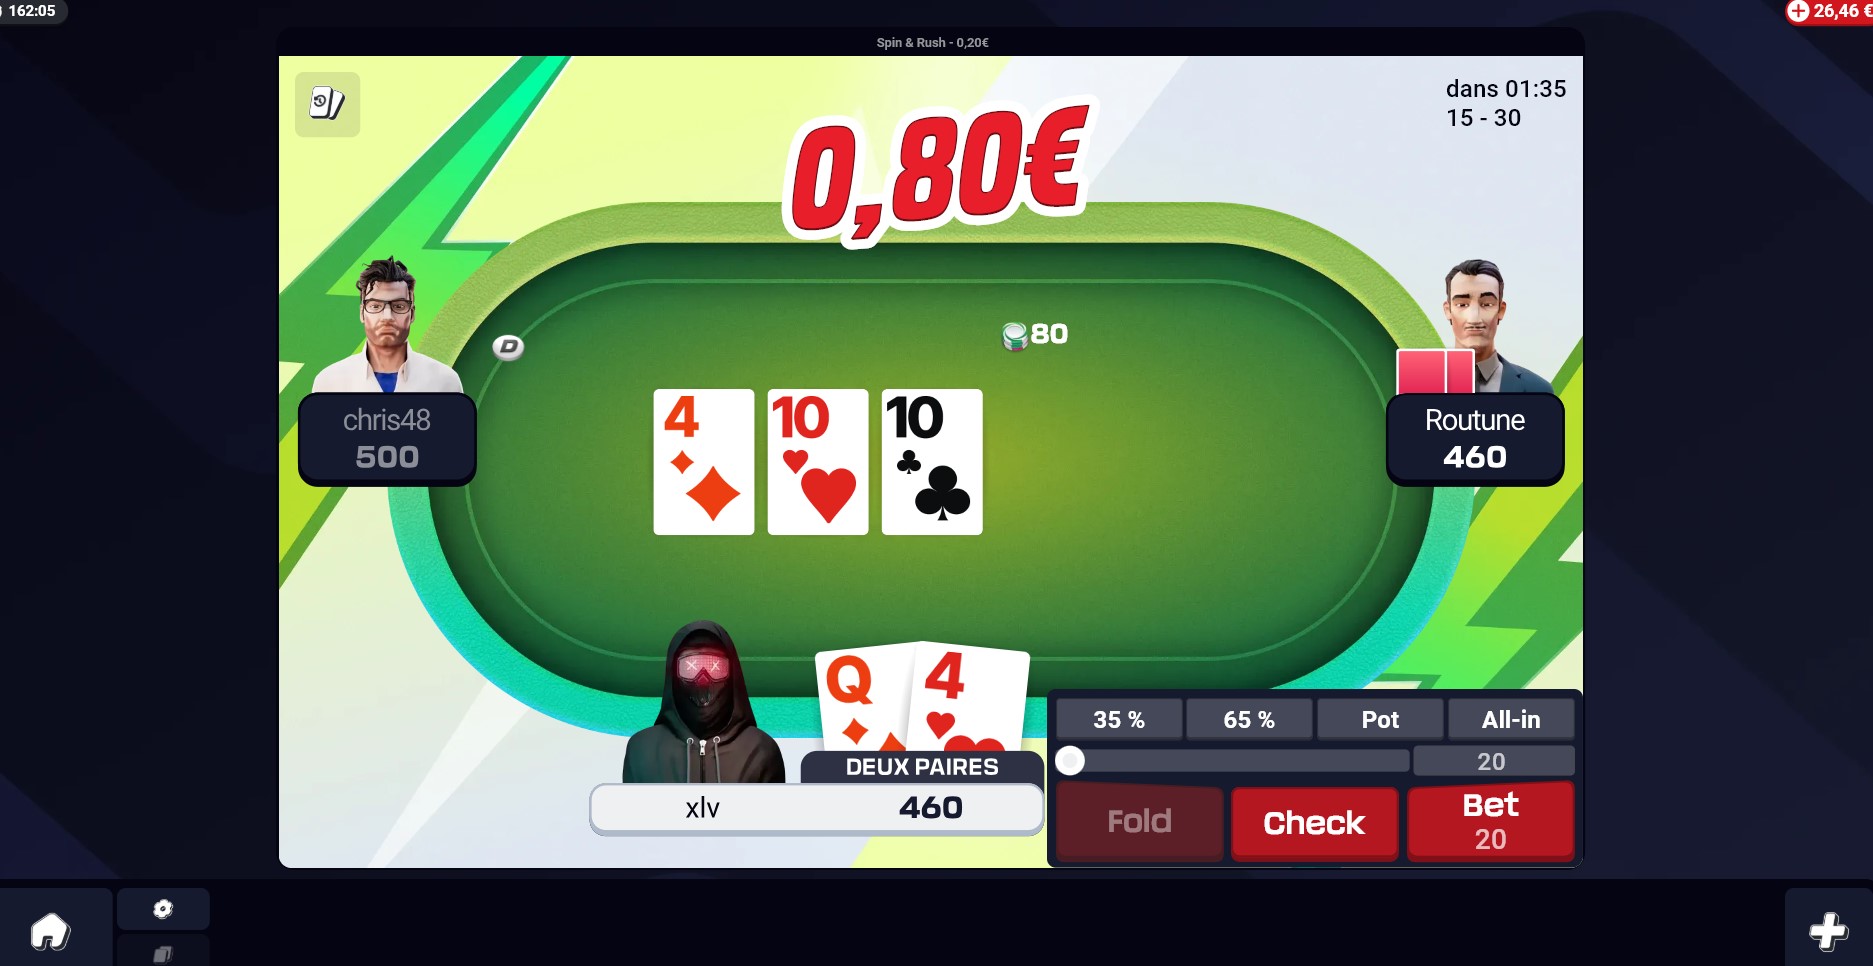 162:05
26,46 €
Spin & Rush - 0,20€
dans 01:35
15 - 30
0,80€
D
80
4
10
10
chris48
500
Routune
460
Q
4
DEUX PAIRES
xlv
460
35 %
65 %
Pot
All-in
20
Fold
Check
Bet
20